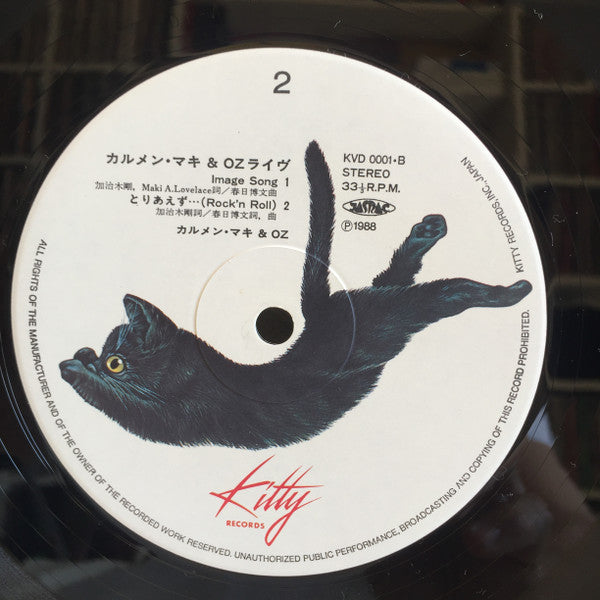 2
カルメン・マキ & OZライヴ
Image Song 1
加治木剛, Maki A.Lovelace詞／春日博文曲
とりあえず…(Rock'n Roll) 2
加治木剛詞／春日博文詞, 曲
カルメン・マキ & OZ
KVD 0001•B
STEREO
33⅓R.P.M.
JASRAC
Ⓟ1988
Kitty
RECORDS
KITTY RECORDS, INC, JAPAN
ALL RIGHTS OF THE MANUFACTURER AND OF THE OWNER OF THE RECORDED WORK RESERVED. UNAUTHORIZED PUBLIC PERFORMANCE, BROADCASTING AND COPYING OF THIS RECORD PROHIBITED.